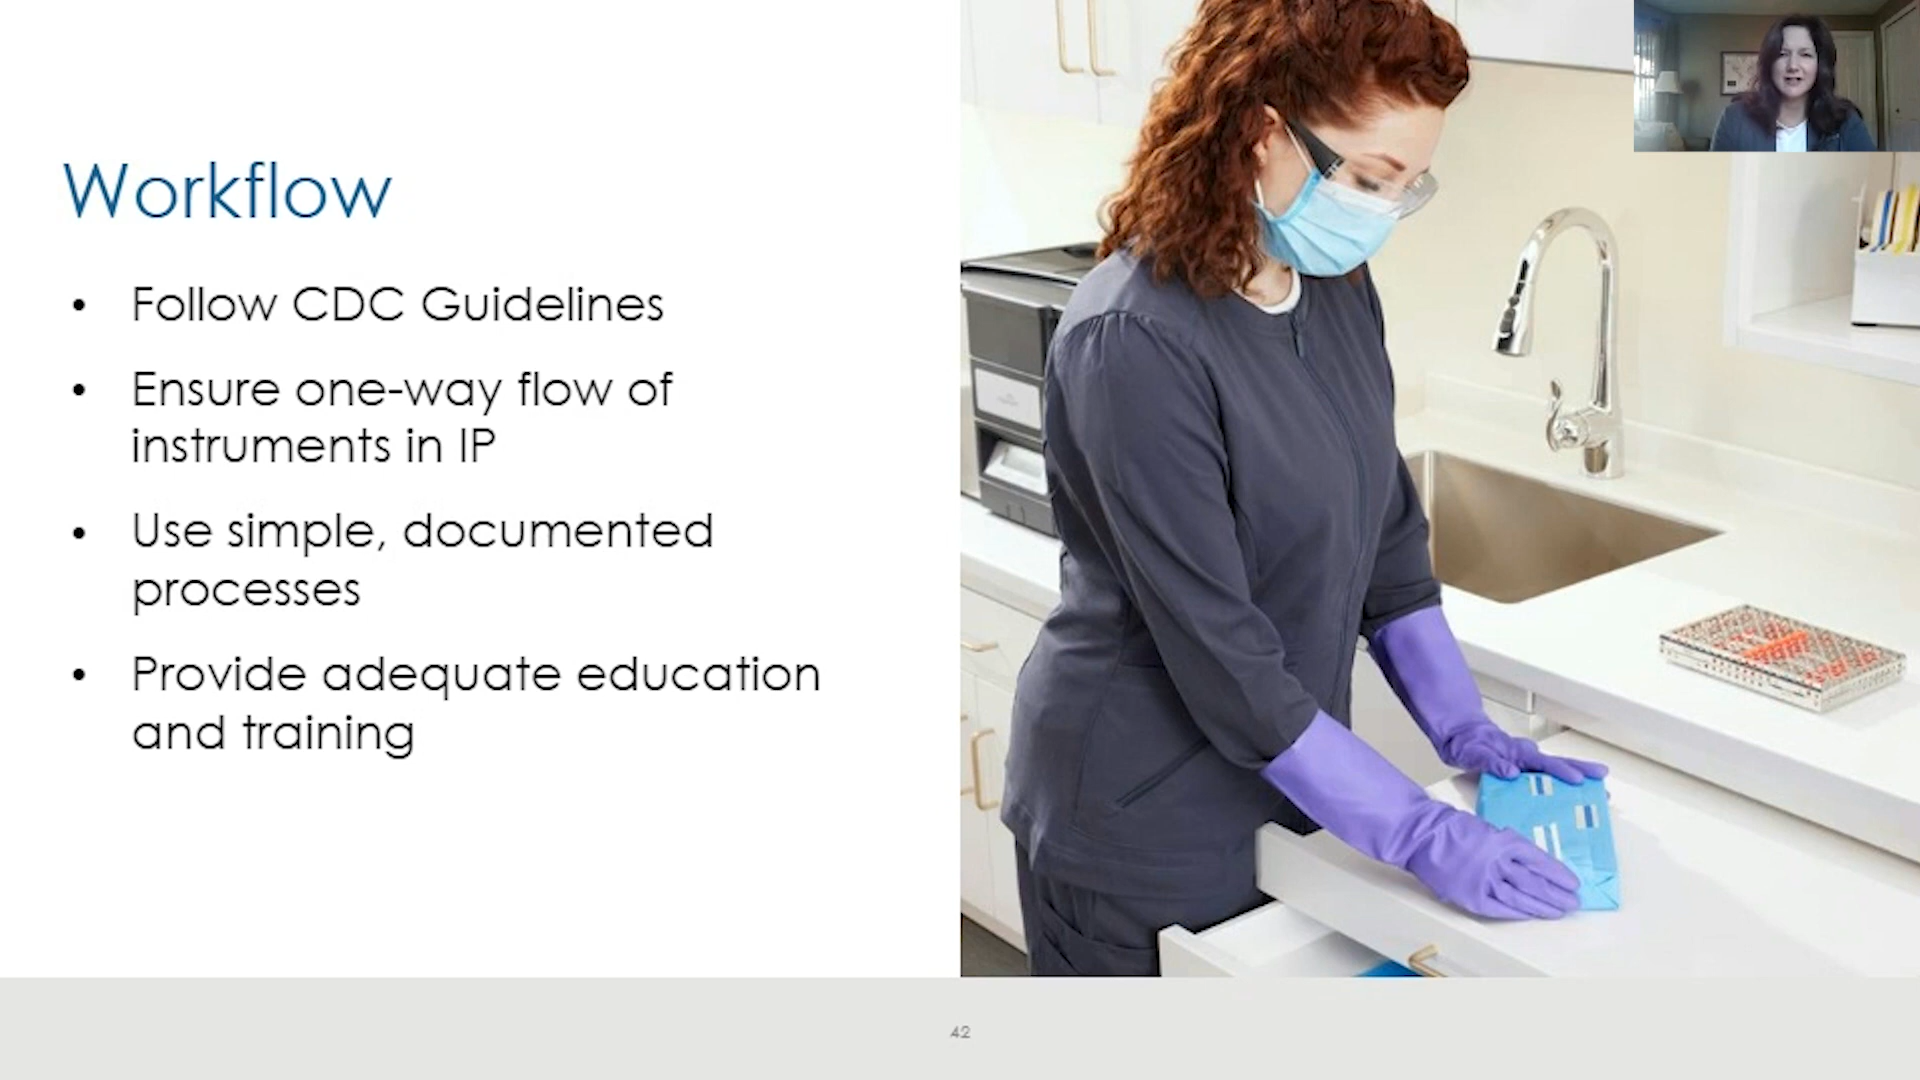 Workflow
• Follow CDC Guidelines
• Ensure one-way flow of
instruments in IP
• Use simple, documented
processes
• Provide adequate education
and training
42